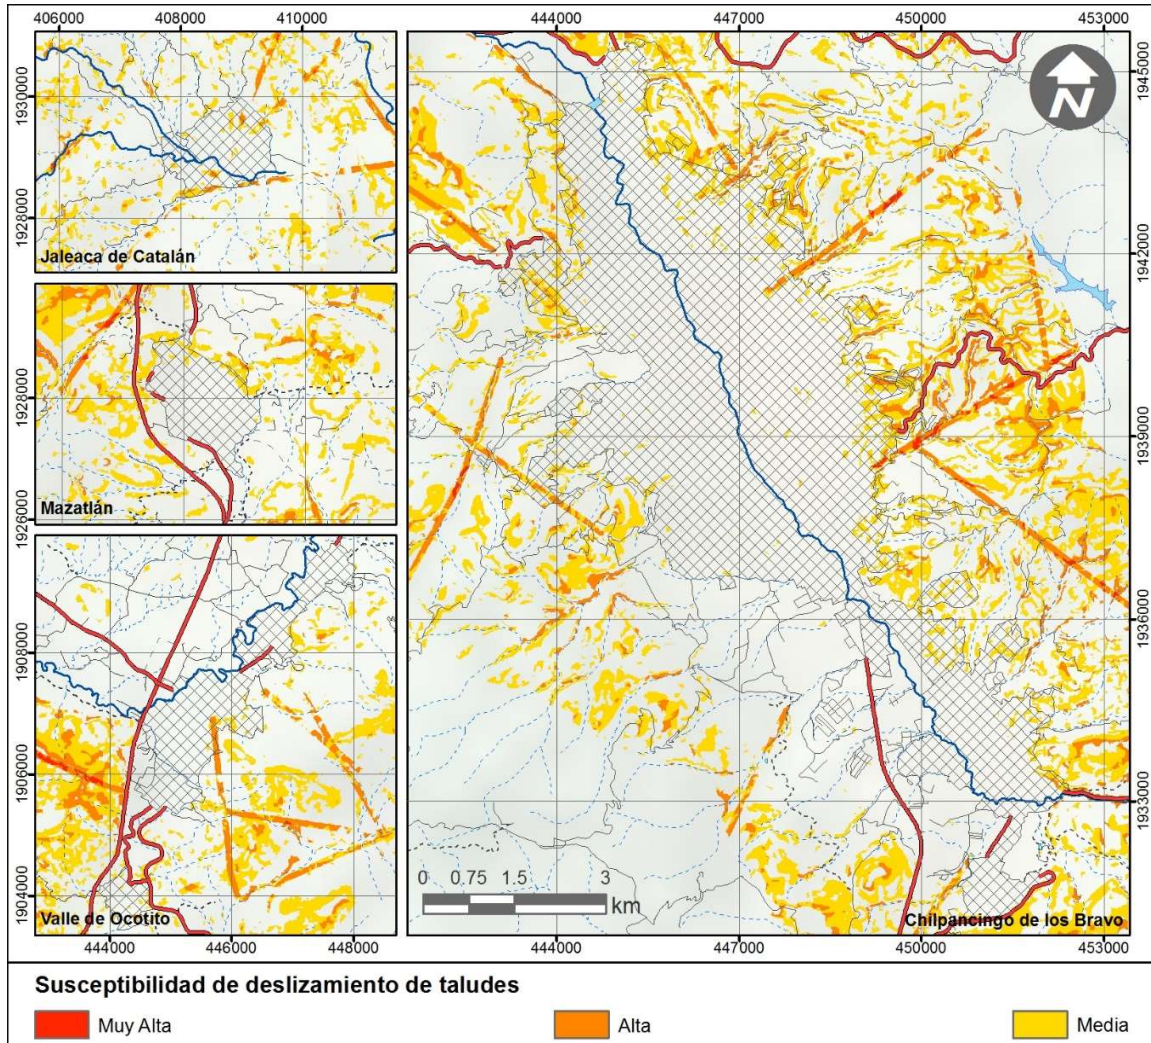 406000 408000 410000
444000 447000 450000 453000
1930000
1928000
Jaleaca de Catalán
1928000
1926000
Mazatlán
1908000
1906000
1904000
Valle de Ocotito
444000 446000 448000
N
1945000
1942000
1939000
1936000
1933000
0 0.75 1.5 3
km
Chilpancingo de los Bravo
444000 447000 450000 453000
Susceptibilidad de deslizamiento de taludes
Muy Alta Alta Media